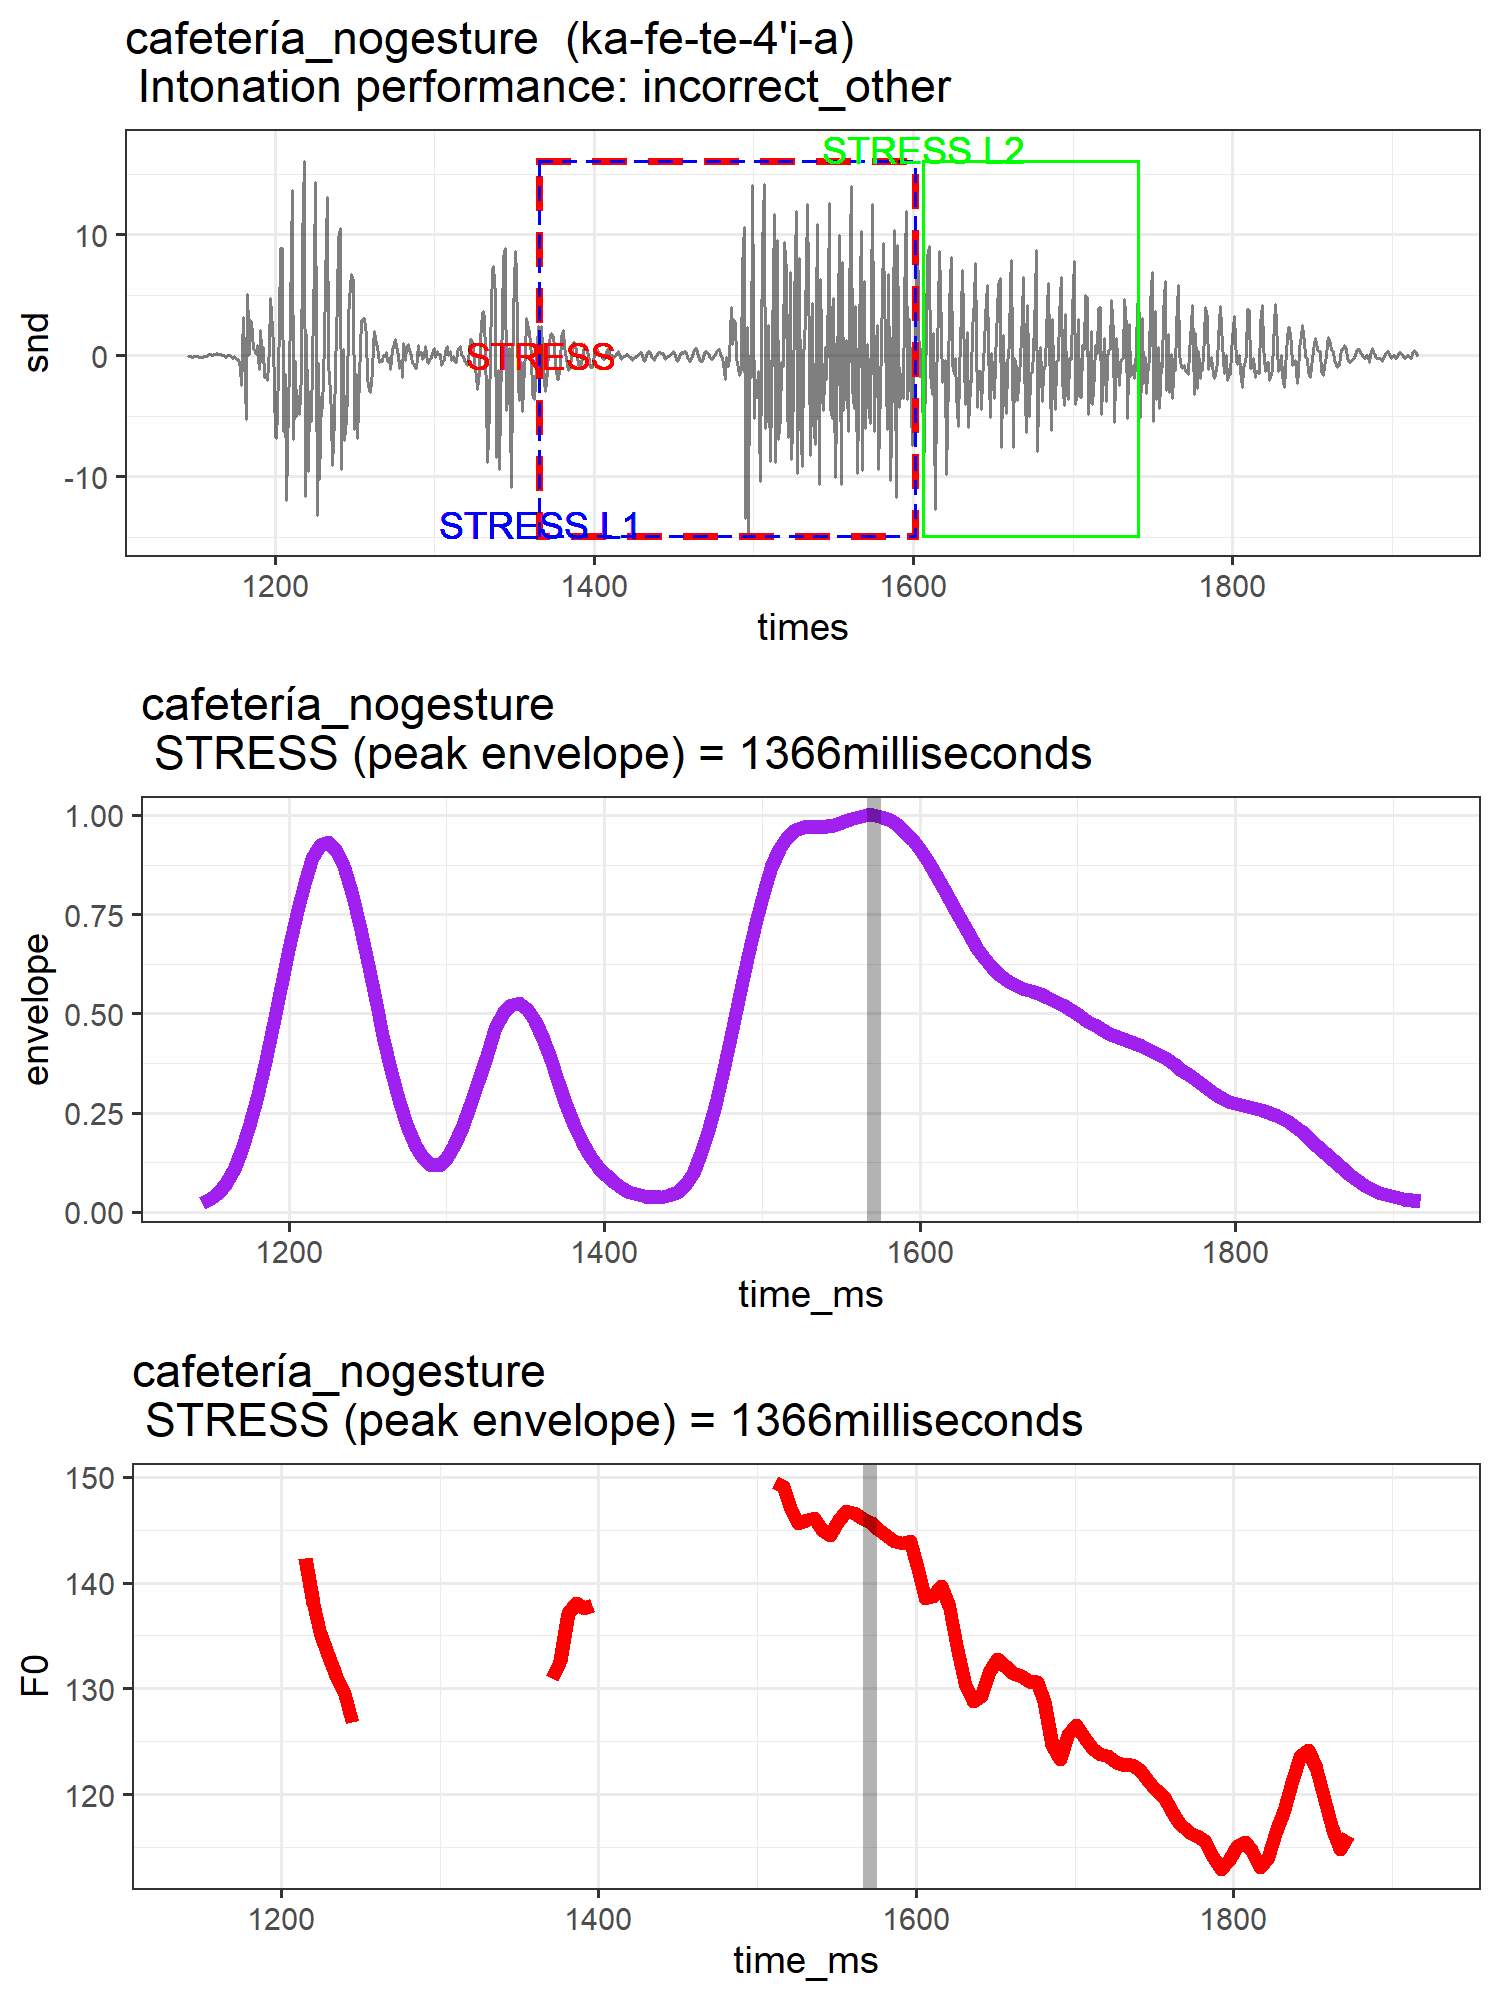 cafetería_nogesture  (ka-fe-te-4'i-a)
Intonation performance: incorrect_other
STRESS L2
STRESS
STRESS L1
snd
10
0
-10
1200 1400 1600 1800
times
cafetería_nogesture
STRESS (peak envelope) = 1366milliseconds
envelope
1.00
0.75
0.50
0.25
0.00
1200 1400 1600 1800
time_ms
cafetería_nogesture
STRESS (peak envelope) = 1366milliseconds
F0
150
140
130
120
1200 1400 1600 1800
time_ms